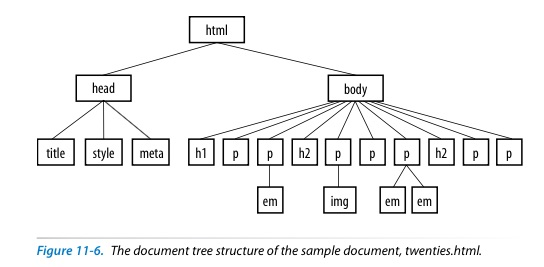 html
head body
title style meta h1 p p h2 p p p h2 p p
em img em em
Figure 11-6. The document tree structure of the sample document, twenties.html.